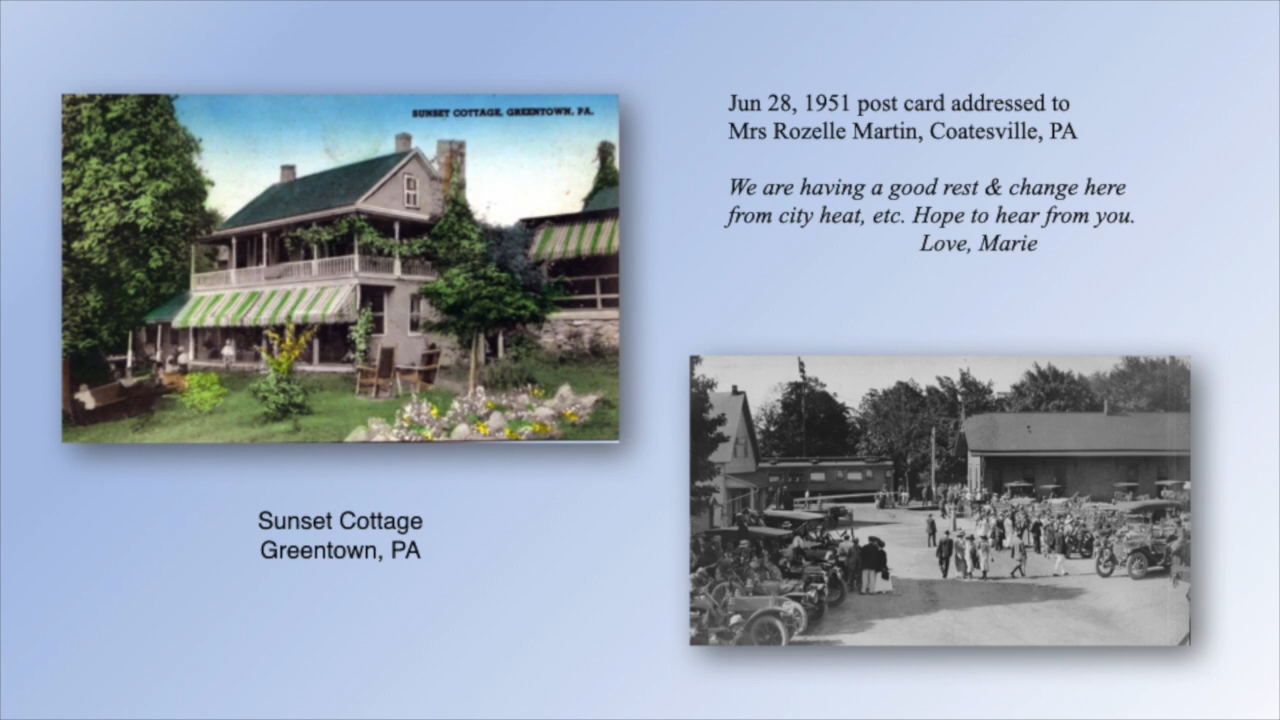 SUNSET COTTAGE, GREENTOWN, PA.
Sunset Cottage
Greentown, PA
Jun 28, 1951 post card addressed to
Mrs Rozelle Martin, Coatesville, PA
We are having a good rest & change here
from city heat, etc. Hope to hear from you.
Love, Marie